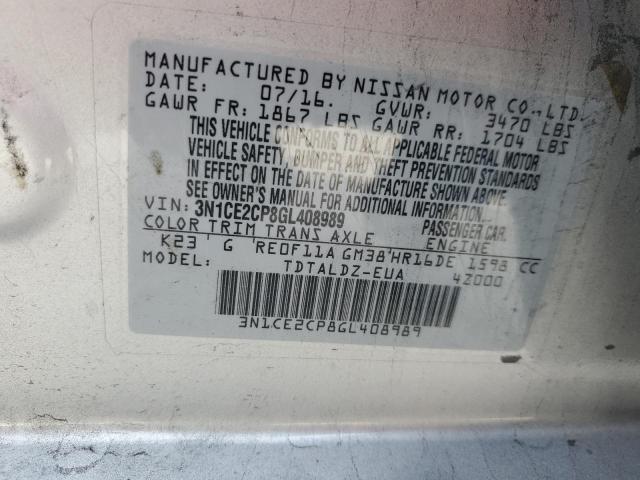 MANUFACTURED BY NISSAN MOTOR CO.,LTD.
DATE: 07/16. GVWR: 3470 LBS
GAWR FR: 1867 LBS GAWR RR: 1704 LBS
THIS VEHICLE CONFORMS TO ALL APPLICABLE FEDERAL MOTOR
VEHICLE SAFETY, BUMPER AND THEFT PREVENTION STANDARDS
IN EFFECT ON THE DATE OF MANUFACTURE SHOWN ABOVE.
SEE OWNER'S MANUAL FOR ADDITIONAL INFORMATION.
VIN: 3N1CE2CP8GL408989 PASSENGER CAR.
COLOR TRIM TRANS AXLE ENGINE
K23 G RE0F11A GM38 HR16DE 1598 CC
MODEL: TDTALDZ-EUA 4Z000
3N1CE2CP8GL408989